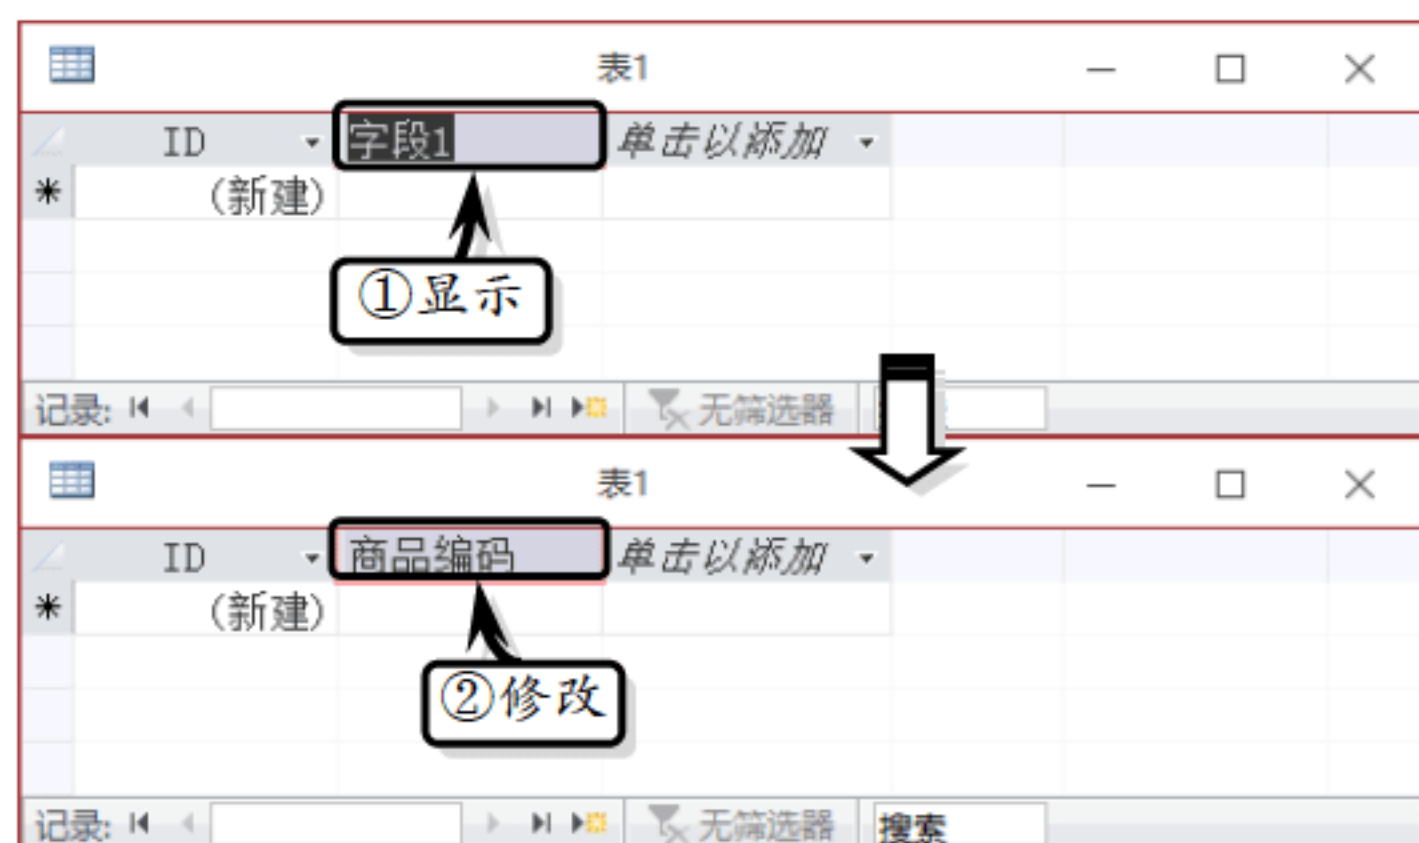 表1
ID 字段1 单击以添加
(新建)
①显示
记录: 无筛选器
表1
ID 商品编码 单击以添加
(新建)
②修改
记录: 无筛选器 搜索